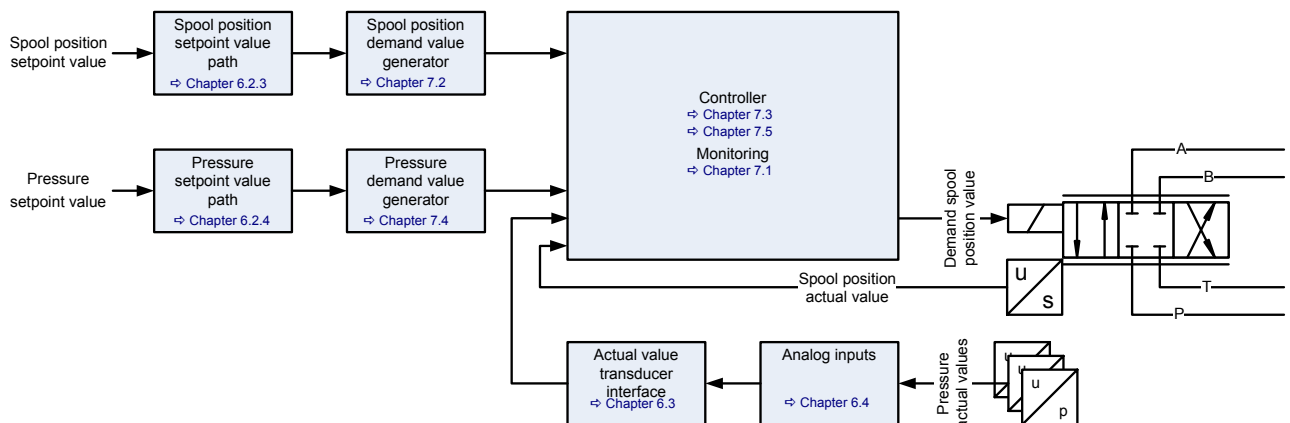 Spool position
setpoint value
Spool position
setpoint value
path
⇨ Chapter 6.2.3
Spool position
demand value
generator
⇨ Chapter 7.2
Controller
⇨ Chapter 7.3
⇨ Chapter 7.5
Monitoring
⇨ Chapter 7.1
Pressure
setpoint value
Pressure
setpoint value
path
⇨ Chapter 6.2.4
Pressure
demand value
generator
⇨ Chapter 7.4
Demand spool
position value
A
B
T
P
u
s
Spool position
actual value
Actual value
transducer
interface
⇨ Chapter 6.3
Analog inputs
⇨ Chapter 6.4
Pressure
actual values
u
u
u
p